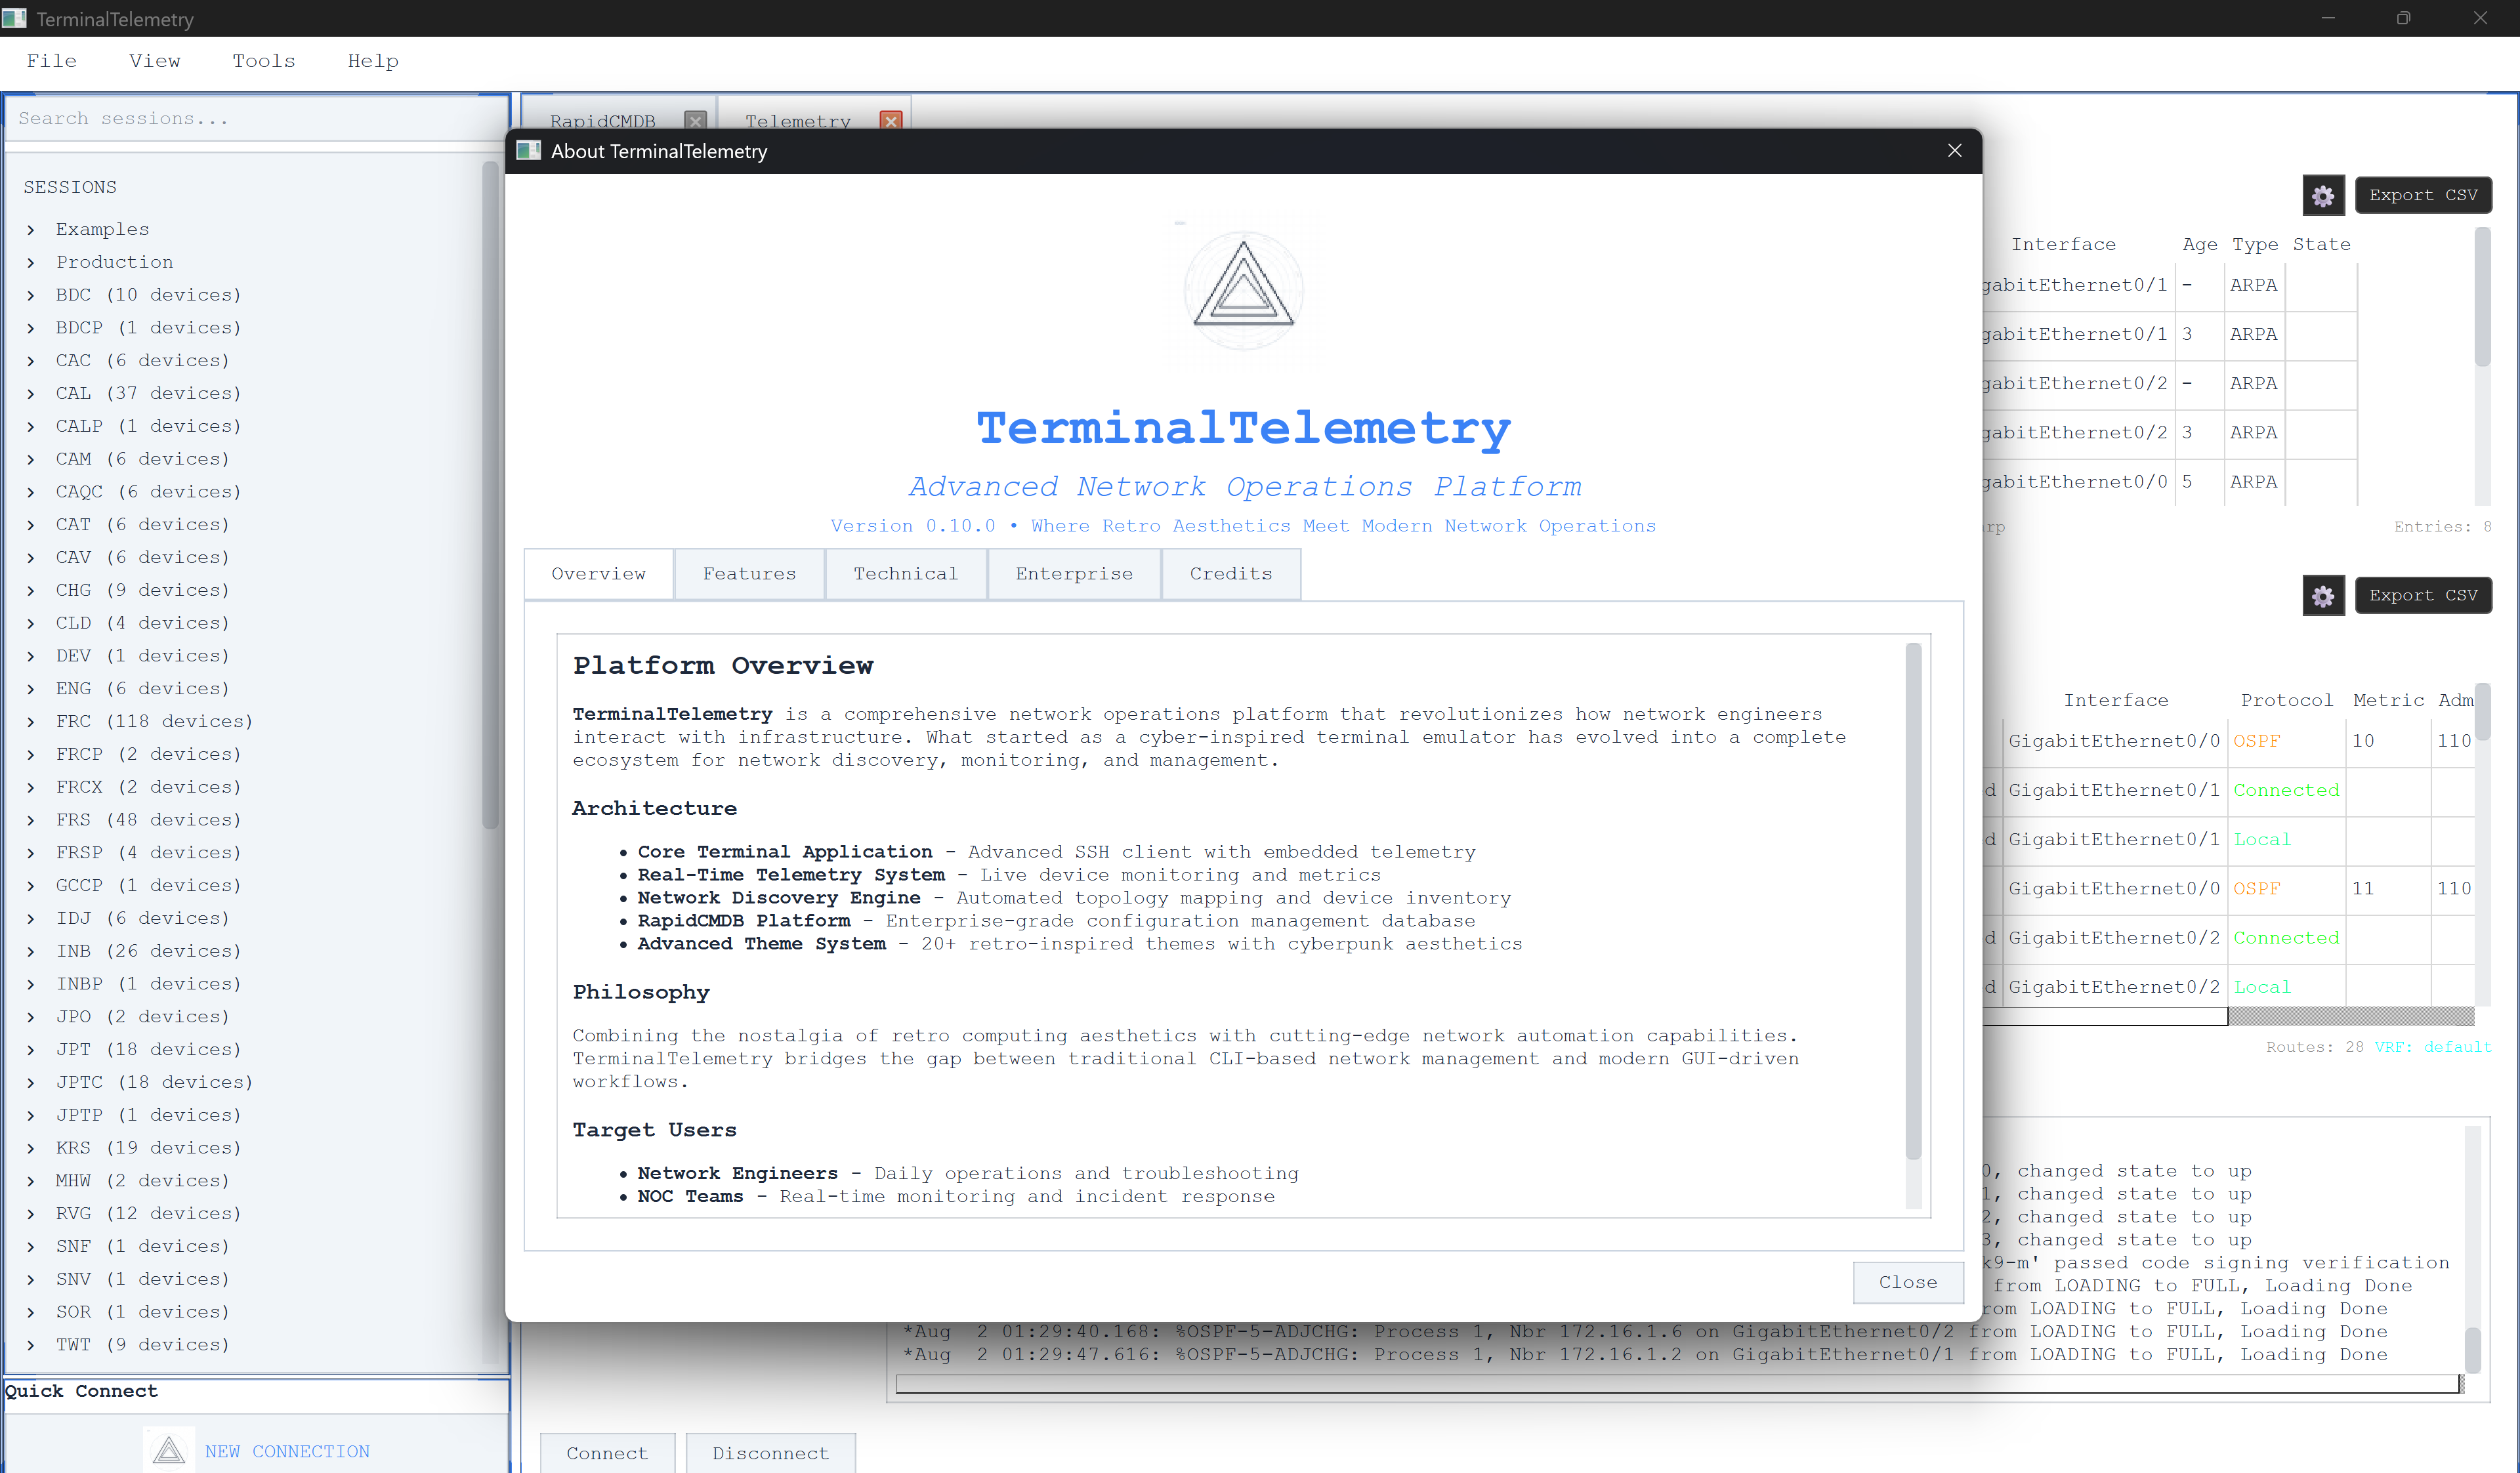 TerminalTelemetry
File View Tools Help
Search sessions...
SESSIONS
Examples
Production
BDC (10 devices)
BDCP (1 devices)
CAC (6 devices)
CAL (37 devices)
CALP (1 devices)
CAM (6 devices)
CAQC (6 devices)
CAT (6 devices)
CAV (6 devices)
CHG (9 devices)
CLD (4 devices)
DEV (1 devices)
ENG (6 devices)
FRC (118 devices)
FRCP (2 devices)
FRCX (2 devices)
FRS (48 devices)
FRSP (4 devices)
GCCP (1 devices)
IDJ (6 devices)
INB (26 devices)
INBP (1 devices)
JPO (2 devices)
JPT (18 devices)
JPTC (18 devices)
JPTP (1 devices)
KRS (19 devices)
MHW (2 devices)
RVG (12 devices)
SNF (1 devices)
SNV (1 devices)
SOR (1 devices)
TWT (9 devices)
Quick Connect
NEW CONNECTION
RapidCMDB Telemetry
About TerminalTelemetry
TerminalTelemetry
Advanced Network Operations Platform
Version 0.10.0 • Where Retro Aesthetics Meet Modern Network Operations
Overview Features Technical Enterprise Credits
Platform Overview
TerminalTelemetry is a comprehensive network operations platform that revolutionizes how network engineers
interact with infrastructure. What started as a cyber-inspired terminal emulator has evolved into a complete
ecosystem for network discovery, monitoring, and management.
Architecture
• Core Terminal Application - Advanced SSH client with embedded telemetry
• Real-Time Telemetry System - Live device monitoring and metrics
• Network Discovery Engine - Automated topology mapping and device inventory
• RapidCMDB Platform - Enterprise-grade configuration management database
• Advanced Theme System - 20+ retro-inspired themes with cyberpunk aesthetics
Philosophy
Combining the nostalgia of retro computing aesthetics with cutting-edge network automation capabilities.
TerminalTelemetry bridges the gap between traditional CLI-based network management and modern GUI-driven
workflows.
Target Users
• Network Engineers - Daily operations and troubleshooting
• NOC Teams - Real-time monitoring and incident response
Close
Export CSV
Interface Age Type State
gabitEthernet0/1 - ARPA
gabitEthernet0/1 3 ARPA
gabitEthernet0/2 - ARPA
gabitEthernet0/2 3 ARPA
gabitEthernet0/0 5 ARPA
rp Entries: 8
Export CSV
Interface Protocol Metric Adm
GigabitEthernet0/0 OSPF 10 110
d GigabitEthernet0/1 Connected
d GigabitEthernet0/1 Local
GigabitEthernet0/0 OSPF 11 110
d GigabitEthernet0/2 Connected
d GigabitEthernet0/2 Local
Routes: 28 VRF: default
0, changed state to up
1, changed state to up
2, changed state to up
3, changed state to up
k9-m' passed code signing verification
from LOADING to FULL, Loading Done
rom LOADING to FULL, Loading Done
*Aug 2 01:29:40.168: %OSPF-5-ADJCHG: Process 1, Nbr 172.16.1.6 on GigabitEthernet0/2 from LOADING to FULL, Loading Done
*Aug 2 01:29:47.616: %OSPF-5-ADJCHG: Process 1, Nbr 172.16.1.2 on GigabitEthernet0/1 from LOADING to FULL, Loading Done
Connect Disconnect